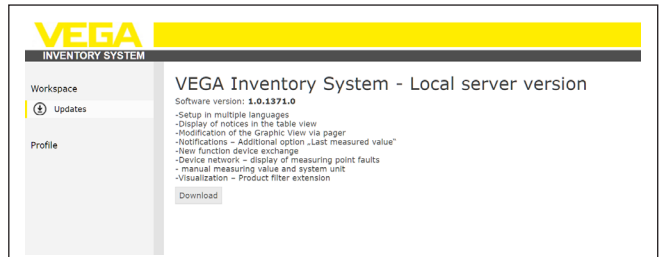 VEGA
INVENTORY SYSTEM
Workspace
Updates
Profile
VEGA Inventory System - Local server version
Software version: 1.0.1371.0
-Setup in multiple languages
-Display of notices in the table view
-Modification of the Graphic View via pager
-Notifications – Additional option „Last measured value“
-New function device exchange
-Device network – display of measuring point faults
- manual measuring value and system unit
-Visualization – Product filter extension
Download